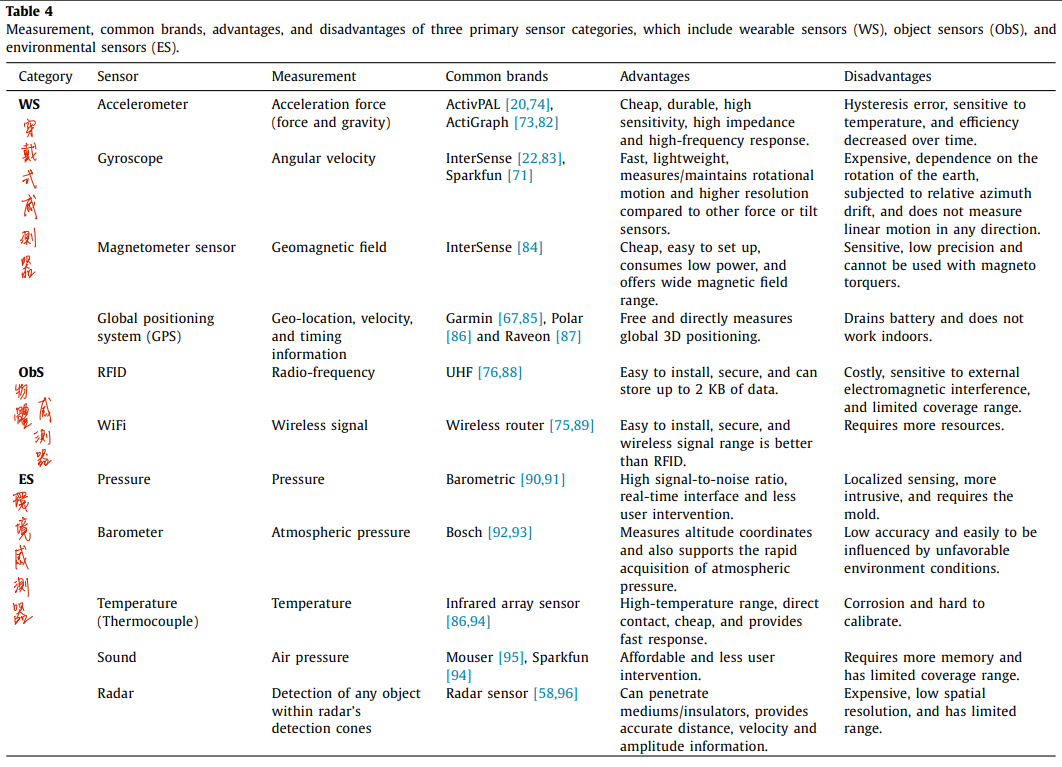 Table 4
Measurement, common brands, advantages, and disadvantages of three primary sensor categories, which include wearable sensors (WS), object sensors (ObS), and
environmental sensors (ES).
Category Sensor Measurement Common brands Advantages Disadvantages
WS Accelerometer Acceleration force ActivPAL [20,74], Cheap, durable, high Hysteresis error, sensitive to
(force and gravity) ActiGraph [73,82] sensitivity, high impedance temperature, and efficiency
and high-frequency response. decreased over time.
Gyroscope Angular velocity InterSense [22,83], Fast, lightweight, Expensive, dependence on the
Sparkfun [71] measures/maintains rotational rotation of the earth,
motion and higher resolution subjected to relative azimuth
compared to other force or tilt drift, and does not measure
sensors. linear motion in any direction.
Magnetometer sensor Geomagnetic field InterSense [84] Cheap, easy to set up, Sensitive, low precision and
consumes low power, and cannot be used with magneto
offers wide magnetic field torquers.
range.
Global positioning Geo-location, velocity, Garmin [67,85], Polar Free and directly measures Drains battery and does not
system (GPS) and timing [86] and Raveon [87] global 3D positioning. work indoors.
information
穿戴式感測器
ObS RFID Radio-frequency UHF [76,88] Easy to install, secure, and can Costly, sensitive to external
store up to 2 KB of data. electromagnetic interference,
and limited coverage range.
WiFi Wireless signal Wireless router [75,89] Easy to install, secure, and Requires more resources.
wireless signal range is better
than RFID.
物體
感測器
ES Pressure Pressure Barometric [90,91] High signal-to-noise ratio, Localized sensing, more
real-time interface and less intrusive, and requires the
user intervention. mold.
Barometer Atmospheric pressure Bosch [92,93] Measures altitude coordinates Low accuracy and easily to be
and also supports the rapid influenced by unfavorable
acquisition of atmospheric environment conditions.
pressure.
Temperature Temperature Infrared array sensor High-temperature range, direct Corrosion and hard to
(Thermocouple) [86,94] contact, cheap, and provides calibrate.
fast response.
Sound Air pressure Mouser [95], Sparkfun Affordable and less user Requires more memory and
[94] intervention. has limited coverage range.
Radar Detection of any object Radar sensor [58,96] Can penetrate Expensive, low spatial
within radar's mediums/insulators, provides resolution, and has limited
detection cones accurate distance, velocity and range.
amplitude information.
環境感測器